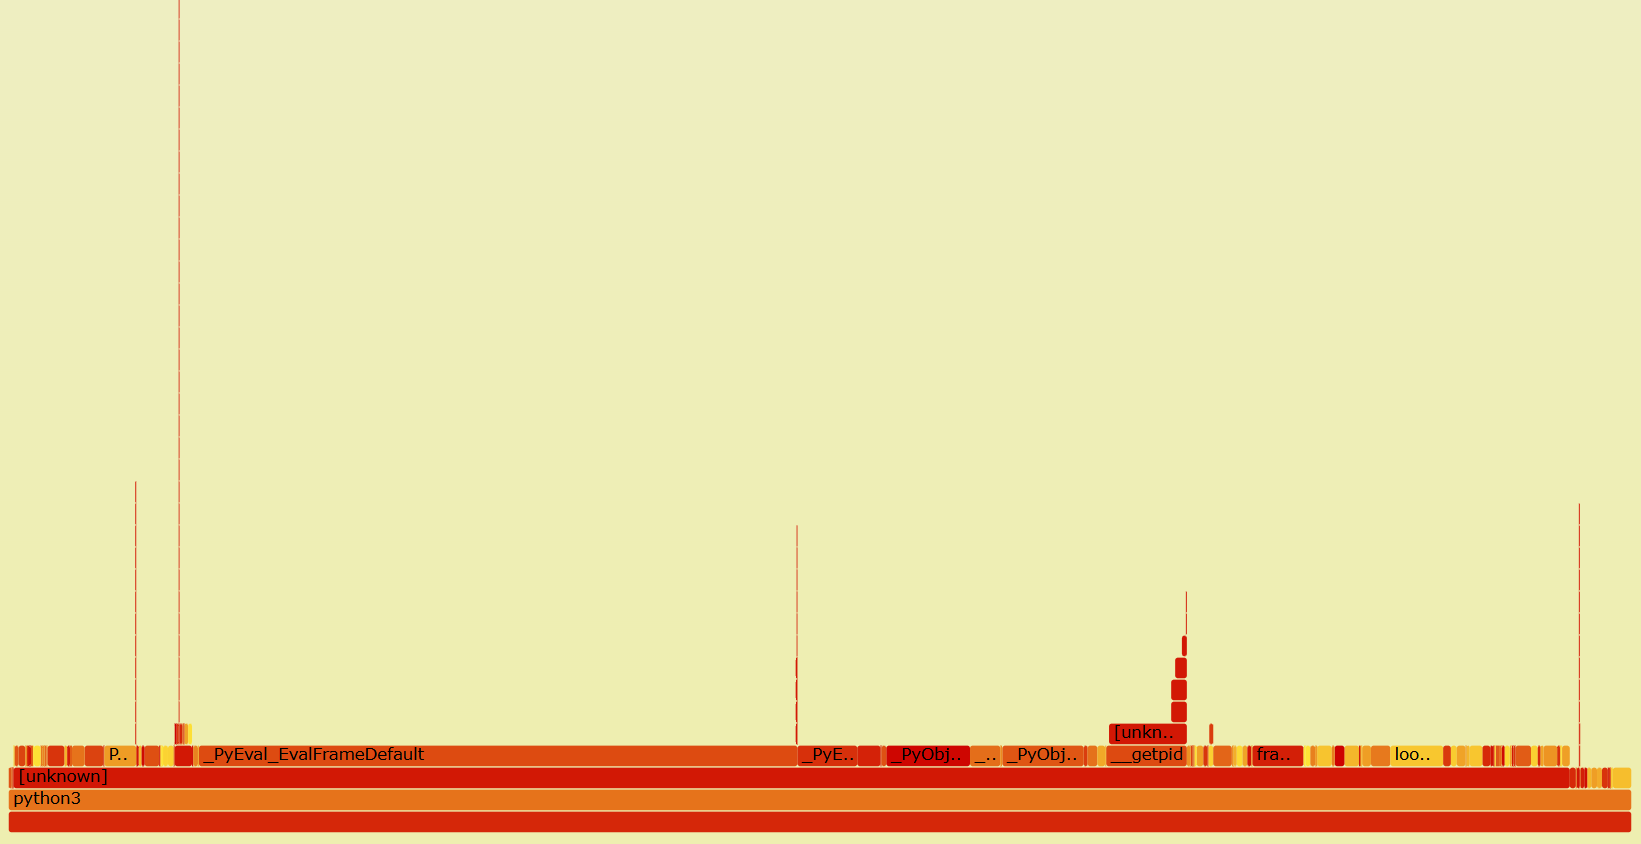 [unkn..
P..
_PyEval_EvalFrameDefault
_PyE..
_PyObj..
_..
_PyObj..
__getpid
fra..
loo..
[unknown]
python3